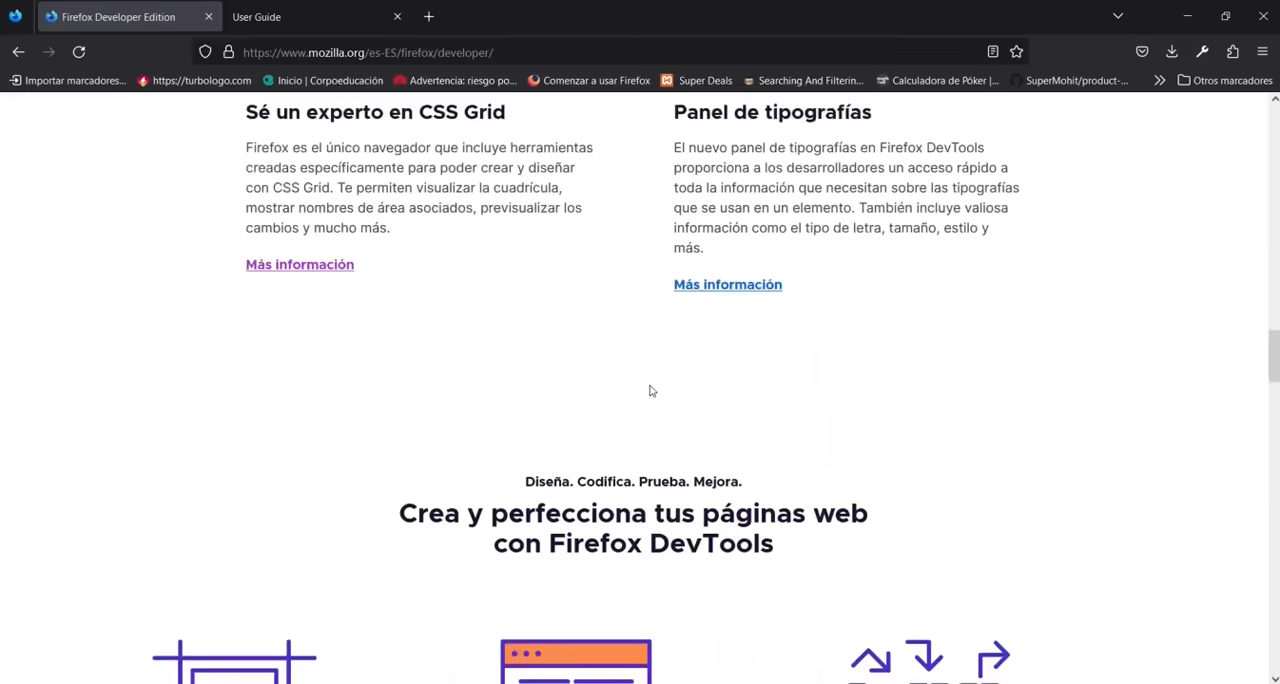 Firefox Developer Edition
User Guide
https://www.mozilla.org/es-ES/firefox/developer/
Importar marcadores...
https://turbologo.com
Inicio | Corpoeducación
Advertencia: riesgo po...
Comenzar a usar Firefox
Super Deals
Searching And Filterin...
Calculadora de Póker |...
SuperMohit/product-...
Otros marcadores
Sé un experto en CSS Grid
Firefox es el único navegador que incluye herramientas
creadas específicamente para poder crear y diseñar
con CSS Grid. Te permiten visualizar la cuadrícula,
mostrar nombres de área asociados, previsualizar los
cambios y mucho más.
Más información
Panel de tipografías
El nuevo panel de tipografías en Firefox DevTools
proporciona a los desarrolladores un acceso rápido a
toda la información que necesitan sobre las tipografías
que se usan en un elemento. También incluye valiosa
información como el tipo de letra, tamaño, estilo y
más.
Más información
Diseña. Codifica. Prueba. Mejora.
Crea y perfecciona tus páginas web
con Firefox DevTools